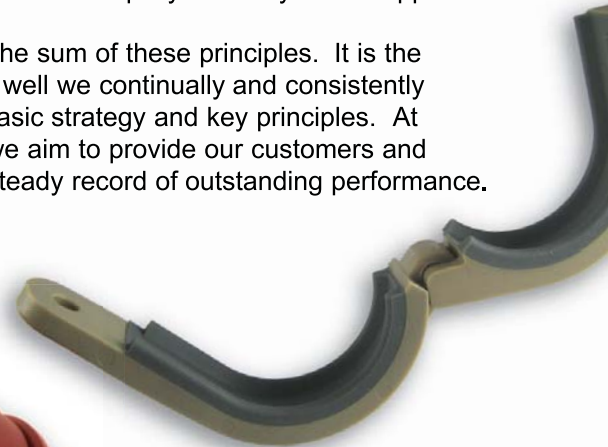 he sum of these principles. It is the
well we continually and consistently
asic strategy and key principles. At
we aim to provide our customers and
teady record of outstanding performance.